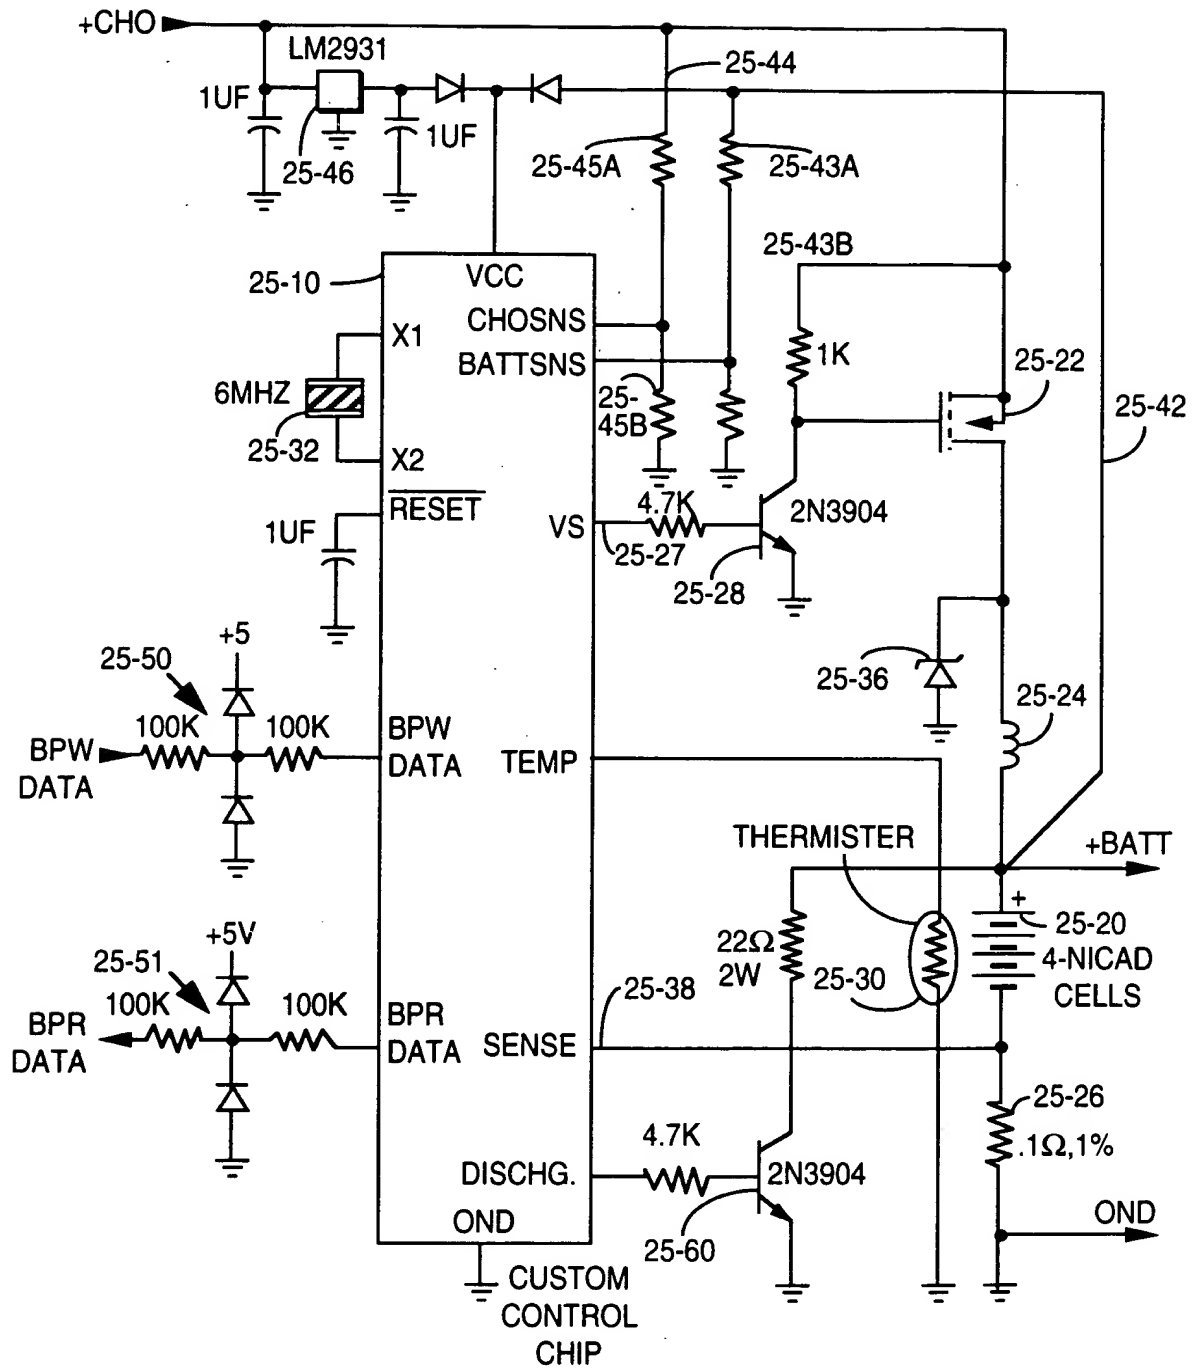 +CHO
LM2931
25-44
1UF
1UF
25-46
25-45A
25-43A
25-43B
25-10
VCC
X1
CHOSNS
BATTSNS
1K
25-22
6MHZ
25-
45B
25-42
25-32
X2
RESET
4.7K
2N3904
1UF
VS
25-27
25-28
+5
25-50
25-36
25-24
100K
100K
BPW
DATA
BPW
DATA
TEMP
THERMISTER
+BATT
+
25-20
+5V
22Ω
2W
4-NICAD
CELLS
25-51
25-30
25-38
100K
100K
BPR
DATA
BPR
DATA
SENSE
25-26
.1Ω,1%
4.7K
DISCHG.
2N3904
OND
OND
25-60
CUSTOM
CONTROL
CHIP